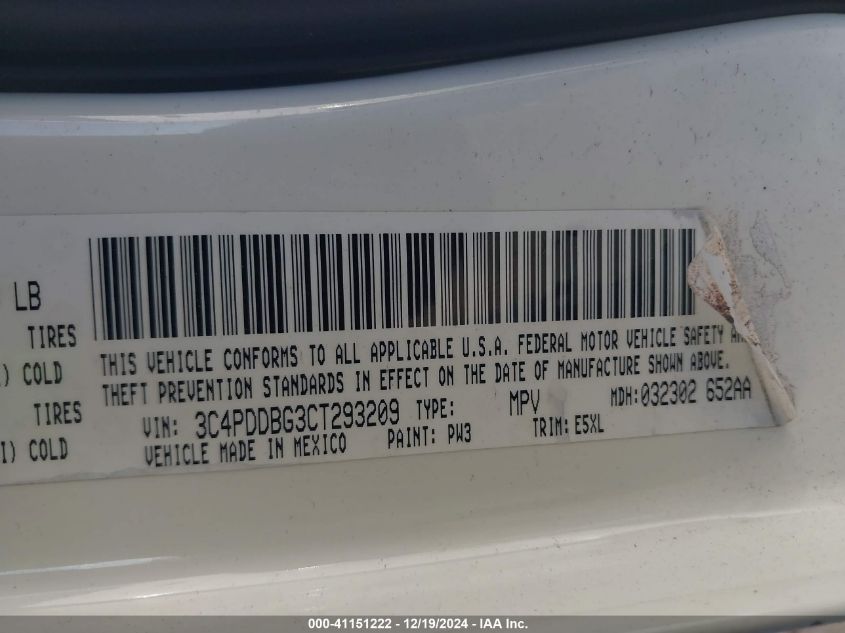 LB
TIRES
) COLD
TIRES
I) COLD
THIS VEHICLE CONFORMS TO ALL APPLICABLE U.S.A. FEDERAL MOTOR VEHICLE SAFETY
THEFT PREVENTION STANDARDS IN EFFECT ON THE DATE OF MANUFACTURE SHOWN ABOVE.
VIN: 3C4PDDBG3CT293209 TYPE: MPV MDH: 032302 652AA
VEHICLE MADE IN MEXICO PAINT: PW3 TRIM: E5XL
000-41151222 - 12/19/2024 - IAA Inc.